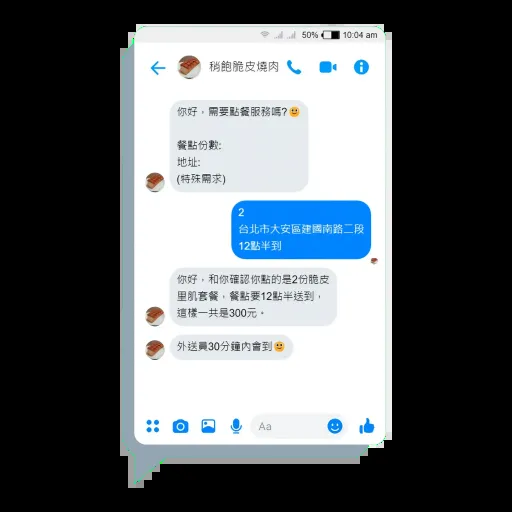 50% 10:04 am
稍飽脆皮燒肉
你好，需要點餐服務嗎?🙂
餐點份數:
地址:
(特殊需求)
2
台北市大安區建國南路二段
12點半到
你好，和你確認你點的是2份脆皮
里肌套餐，餐點要12點半送到，
這樣一共是300元。
外送員30分鐘內會到🙂
Aa